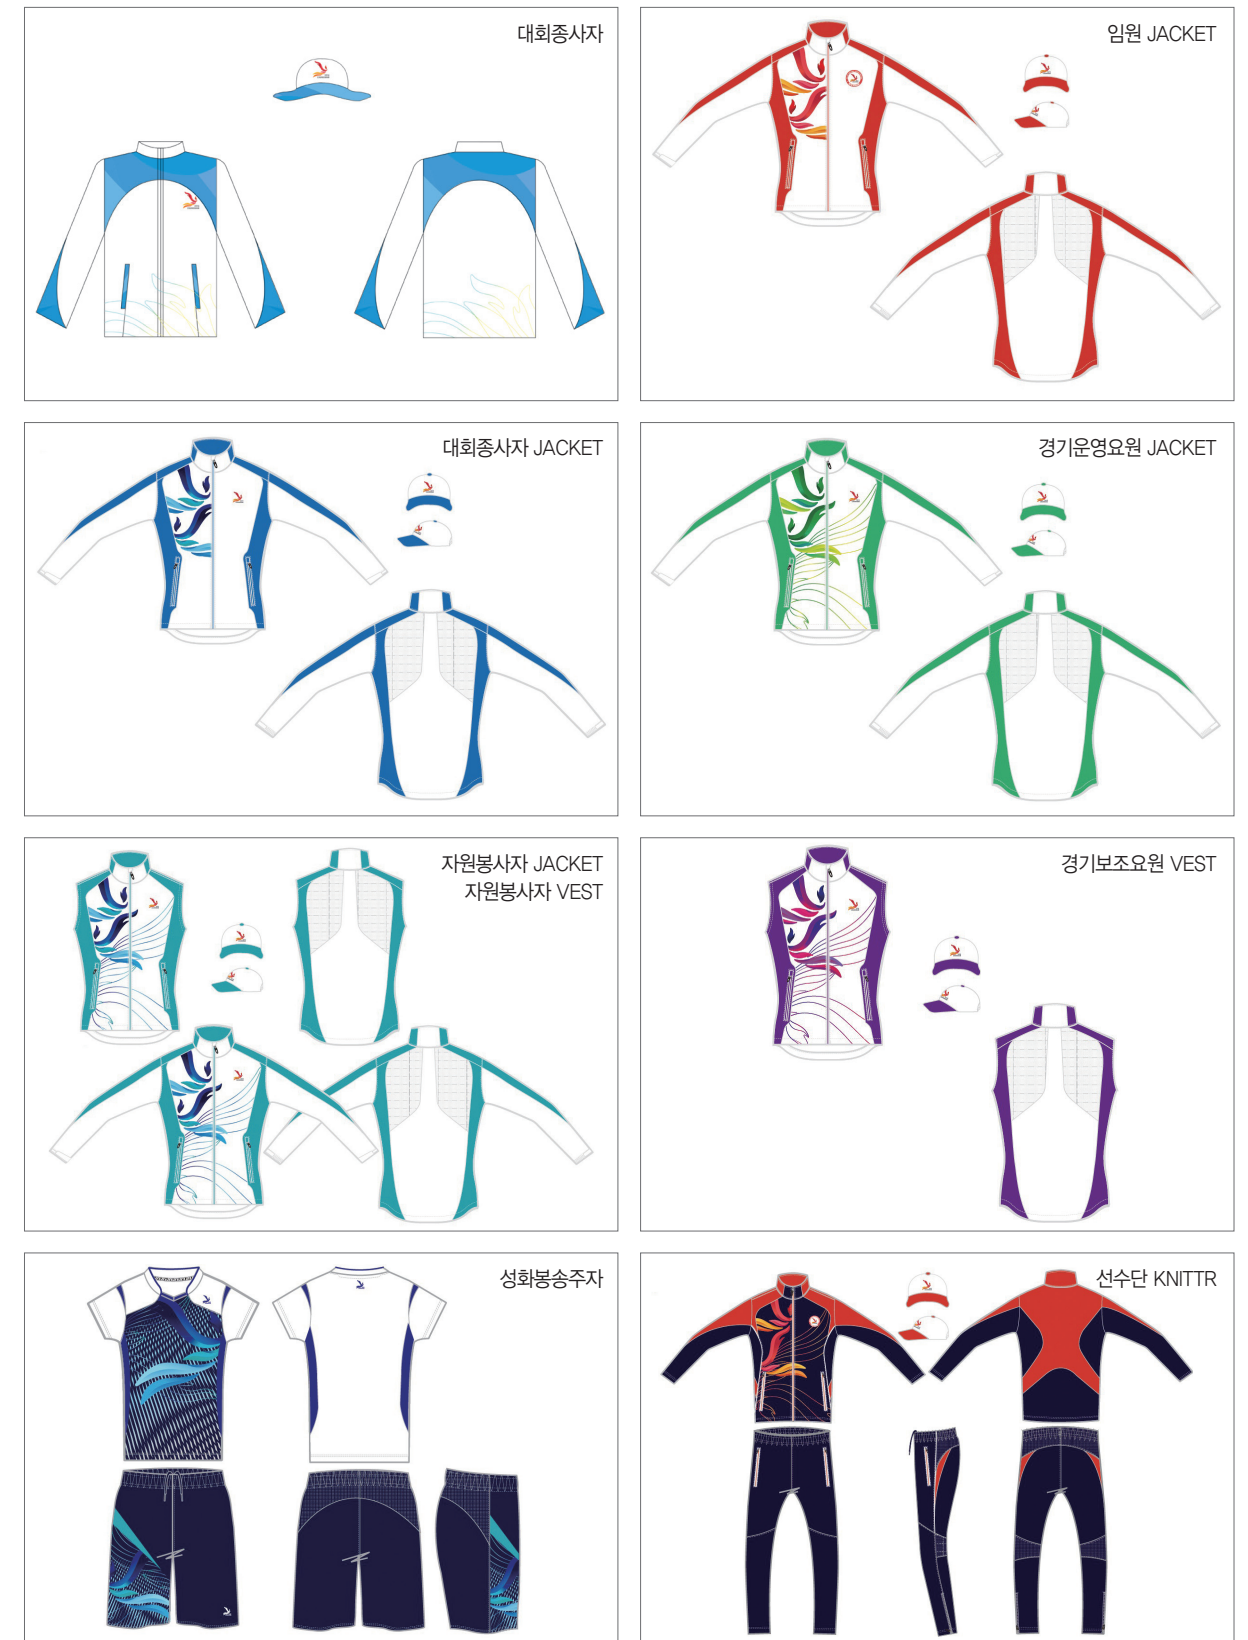 대회종사자
임원 JACKET
대회종사자 JACKET
경기운영요원 JACKET
자원봉사자 JACKET
자원봉사자 VEST
경기보조요원 VEST
성화봉송주자
선수단 KNITTR